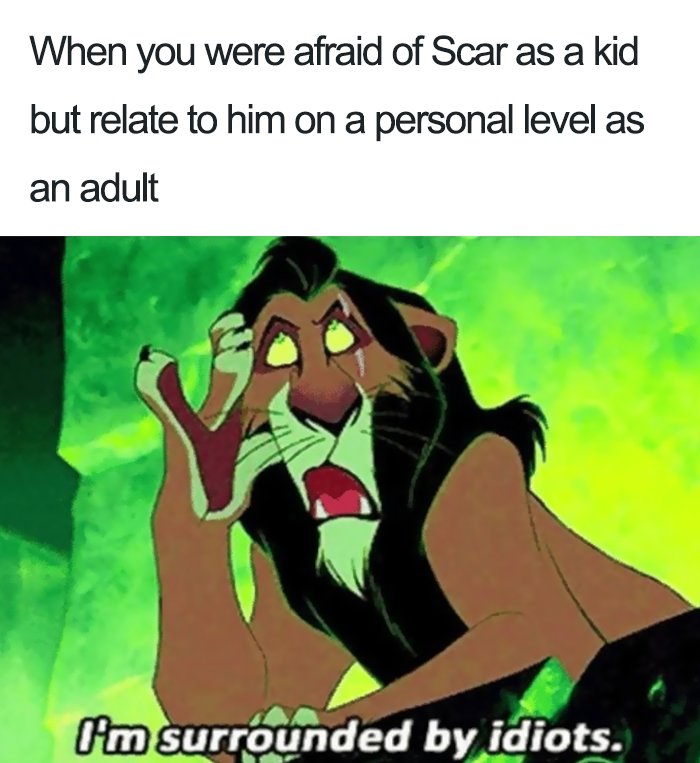 When you were afraid of Scar as a kid
but relate to him on a personal level as
an adult
I'm surrounded by idiots.